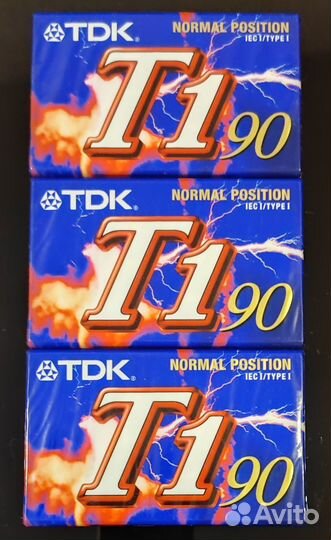 TDK®
NORMAL POSITION
IEC I/TYPE I
T1 90
TDK®
NORMAL POSITION
IEC I/TYPE I
T1 90
TDK®
NORMAL POSITION
IEC I/TYPE I
T1 90
Avito